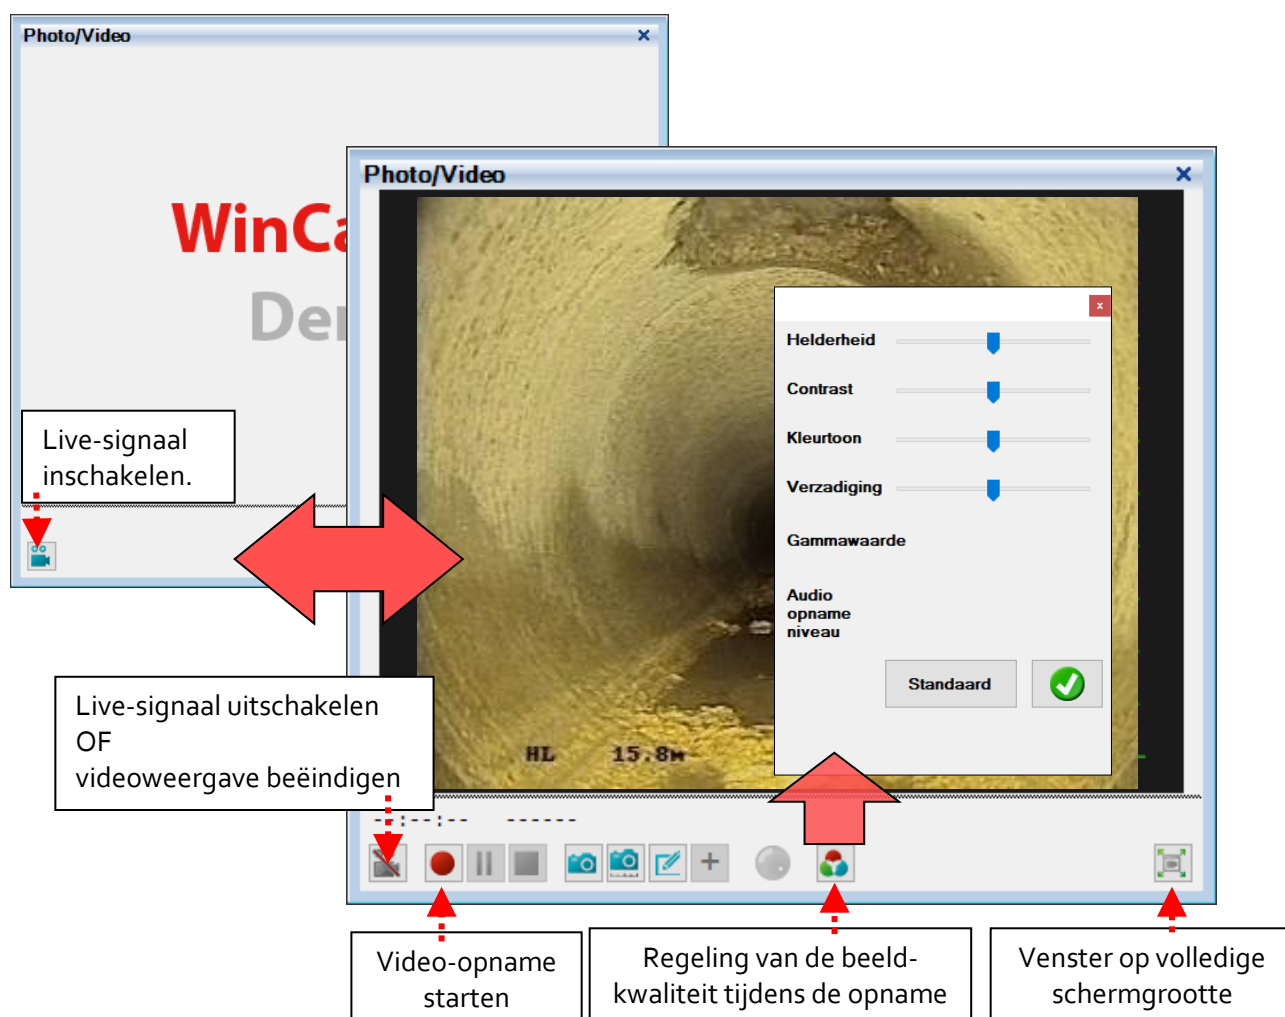 Photo/Video
WinCa
Photo/Video
Helderheid
Contrast
Kleurtoon
Verzadiging
Gammawaarde
Audio
opname
niveau
Standaard
Live-signaal
inschakelen.
Live-signaal uitschakelen
OF
videoweergave beëindigen
HL 15.8m
--:--:-- ------
Video-opname
starten
Regeling van de beeld-
kwaliteit tijdens de opname
Venster op volledige
schermgrootte